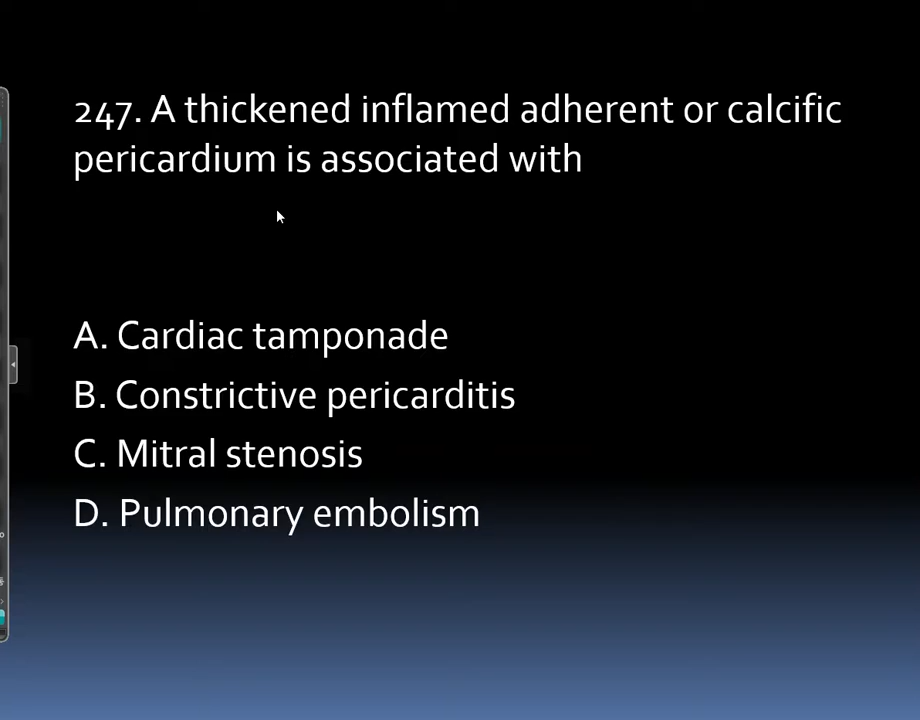 247. A thickened inflamed adherent or calcific
pericardium is associated with
A. Cardiac tamponade
B. Constrictive pericarditis
C. Mitral stenosis
D. Pulmonary embolism